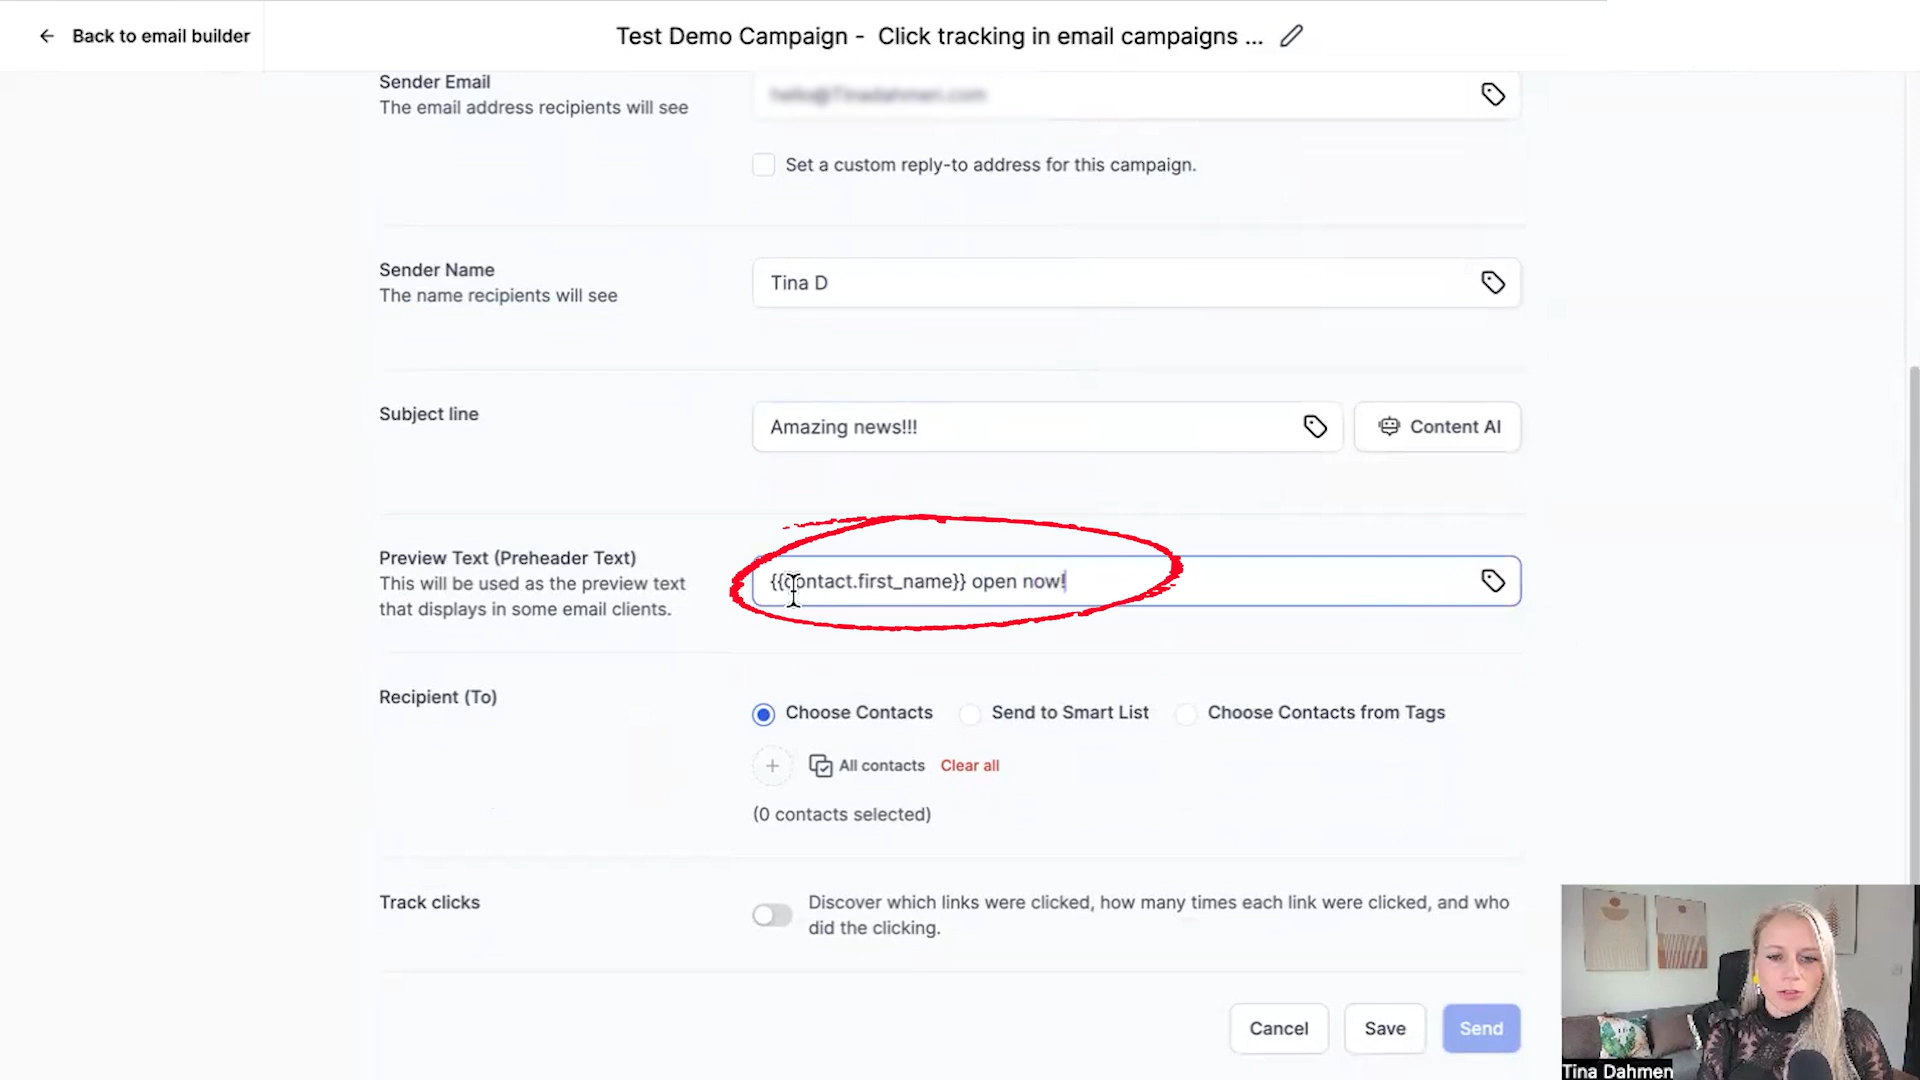 Back to email builder
Test Demo Campaign - Click tracking in email campaigns ...
Sender Email
The email address recipients will see
Set a custom reply-to address for this campaign.
Sender Name
The name recipients will see
Tina D
Subject line
Amazing news!!!
Content AI
Preview Text (Preheader Text)
This will be used as the preview text
that displays in some email clients.
{{contact.first_name}} open now!
Recipient (To)
Choose Contacts
Send to Smart List
Choose Contacts from Tags
All contacts
Clear all
(0 contacts selected)
Track clicks
Discover which links were clicked, how many times each link were clicked, and who
did the clicking.
Cancel
Save
Send
Tina Dahmen